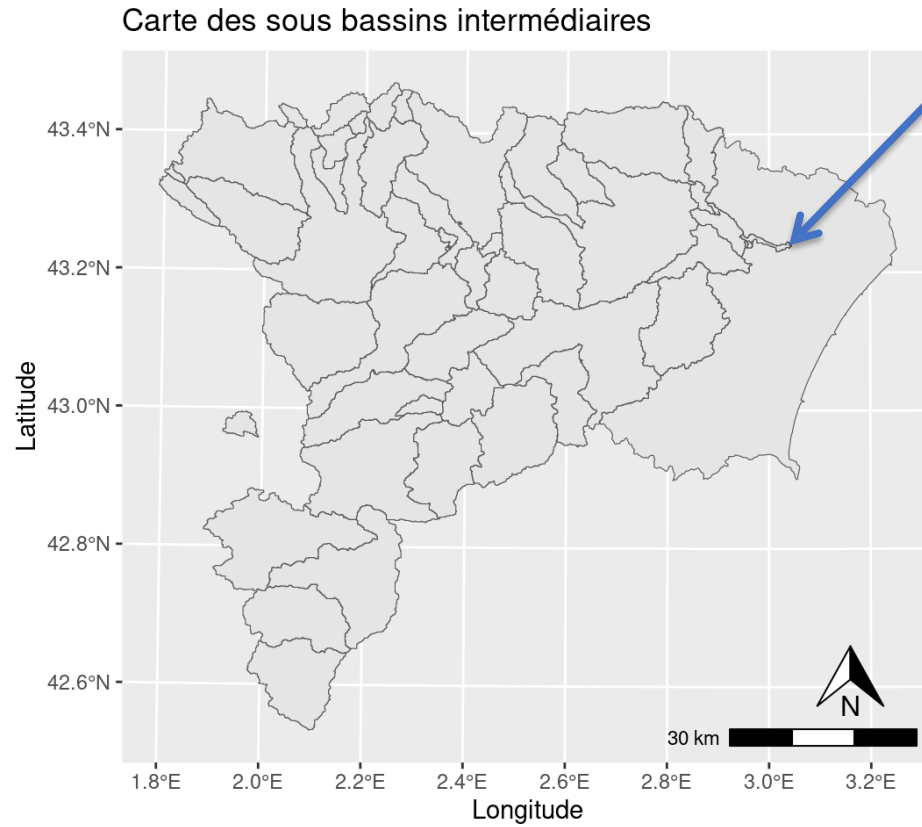 Carte des sous bassins intermédiaires
43.4°N
43.2°N
43.0°N
42.8°N
42.6°N
Latitude
N
30 km
1.8°E 2.0°E 2.2°E 2.4°E 2.6°E 2.8°E 3.0°E 3.2°E
Longitude